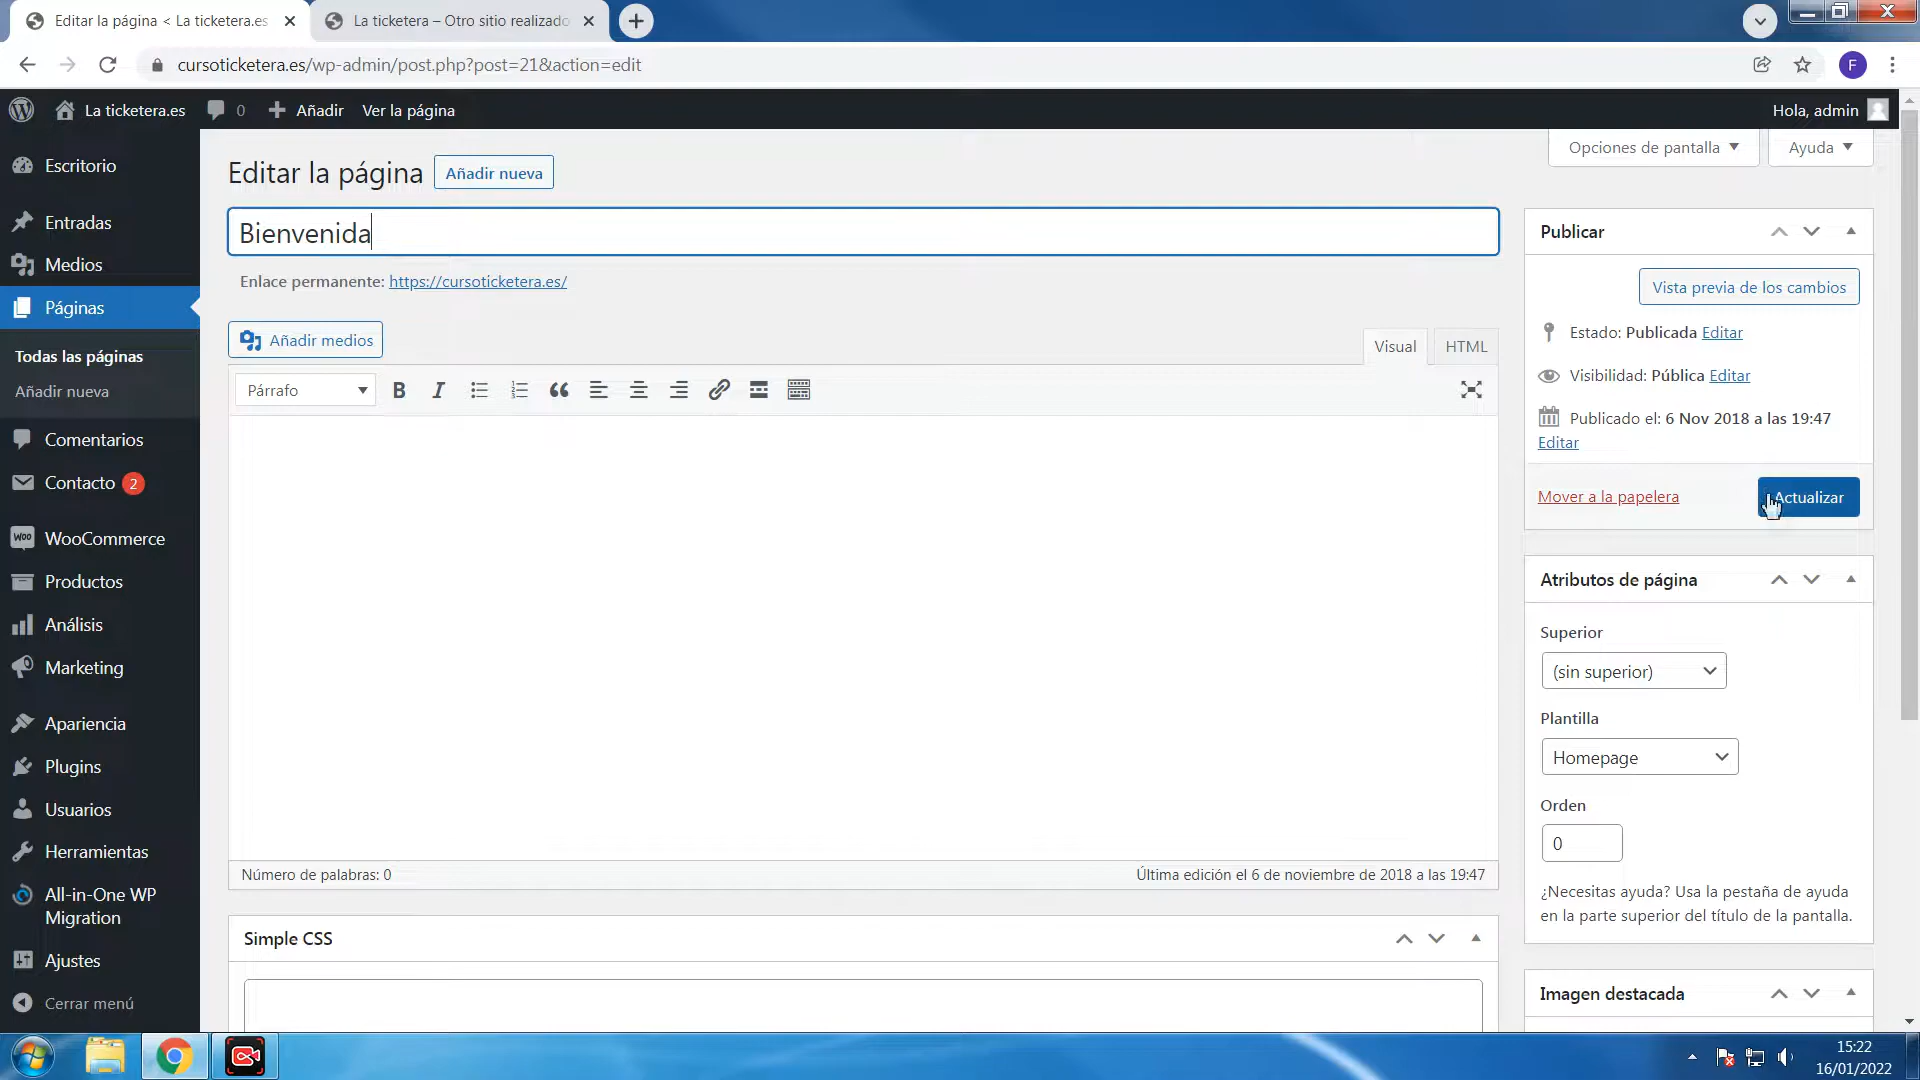 Editar la página < La ticketera.es
La ticketera – Otro sitio realizado
cursoticketera.es/wp-admin/post.php?post=21&action=edit
F
La ticketera.es
0
Añadir
Ver la página
Hola, admin
Escritorio
Entradas
Medios
Páginas
Todas las páginas
Añadir nueva
Comentarios
Contacto 2
WooCommerce
Productos
Análisis
Marketing
Apariencia
Plugins
Usuarios
Herramientas
All-in-One WP
Migration
Ajustes
Cerrar menú
Opciones de pantalla
Ayuda
Editar la página
Añadir nueva
Bienvenida
Enlace permanente: https://cursoticketera.es/
Añadir medios
Visual
HTML
Párrafo
B
I
Número de palabras: 0
Última edición el 6 de noviembre de 2018 a las 19:47
Simple CSS
Publicar
Vista previa de los cambios
Estado: Publicada Editar
Visibilidad: Pública Editar
Publicado el: 6 Nov 2018 a las 19:47
Editar
Mover a la papelera
Actualizar
Atributos de página
Superior
(sin superior)
Plantilla
Homepage
Orden
0
¿Necesitas ayuda? Usa la pestaña de ayuda
en la parte superior del título de la pantalla.
Imagen destacada
15:22
16/01/2022